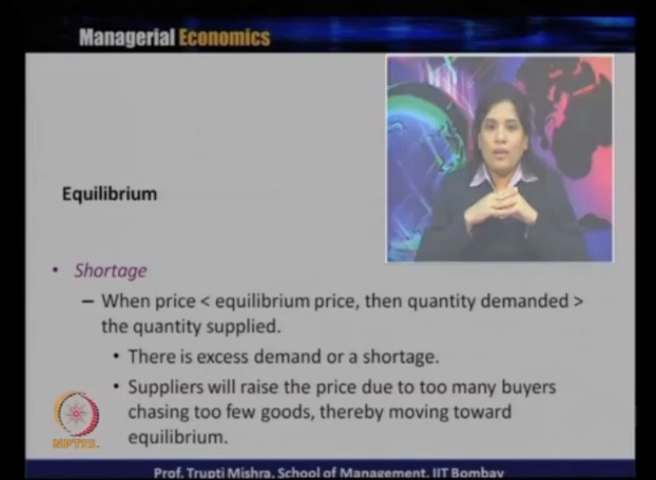 Managerial Economics
Equilibrium
• Shortage
– When price < equilibrium price, then quantity demanded >
the quantity supplied.
• There is excess demand or a shortage.
• Suppliers will raise the price due to too many buyers
chasing too few goods, thereby moving toward
equilibrium.
NPTEL
Prof. Trupti Mishra, School of Management, IIT Bombay